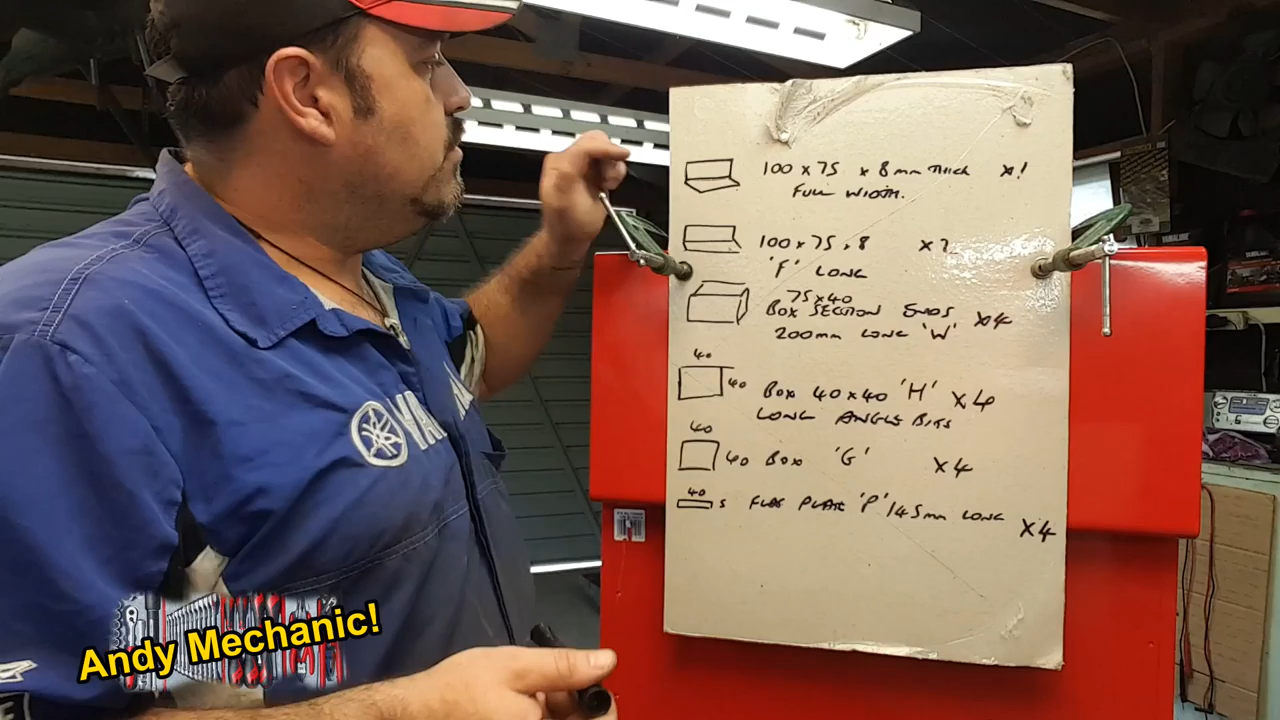 100 x 75 x 8mm THICK x1
FULL WIDTH.
100 x 75 x 8 x2
'F' LONG
75 x 40
BOX SECTION ENDS x4
200mm LONG 'W'
40
40 BOX 40 x 40 'H' x4
LONG ANGLE BITS
40
40 BOX 'G' x4
40
5 FLAT PLATE 'P' 145mm LONG
x4
YAMALUBE
Andy Mechanic!